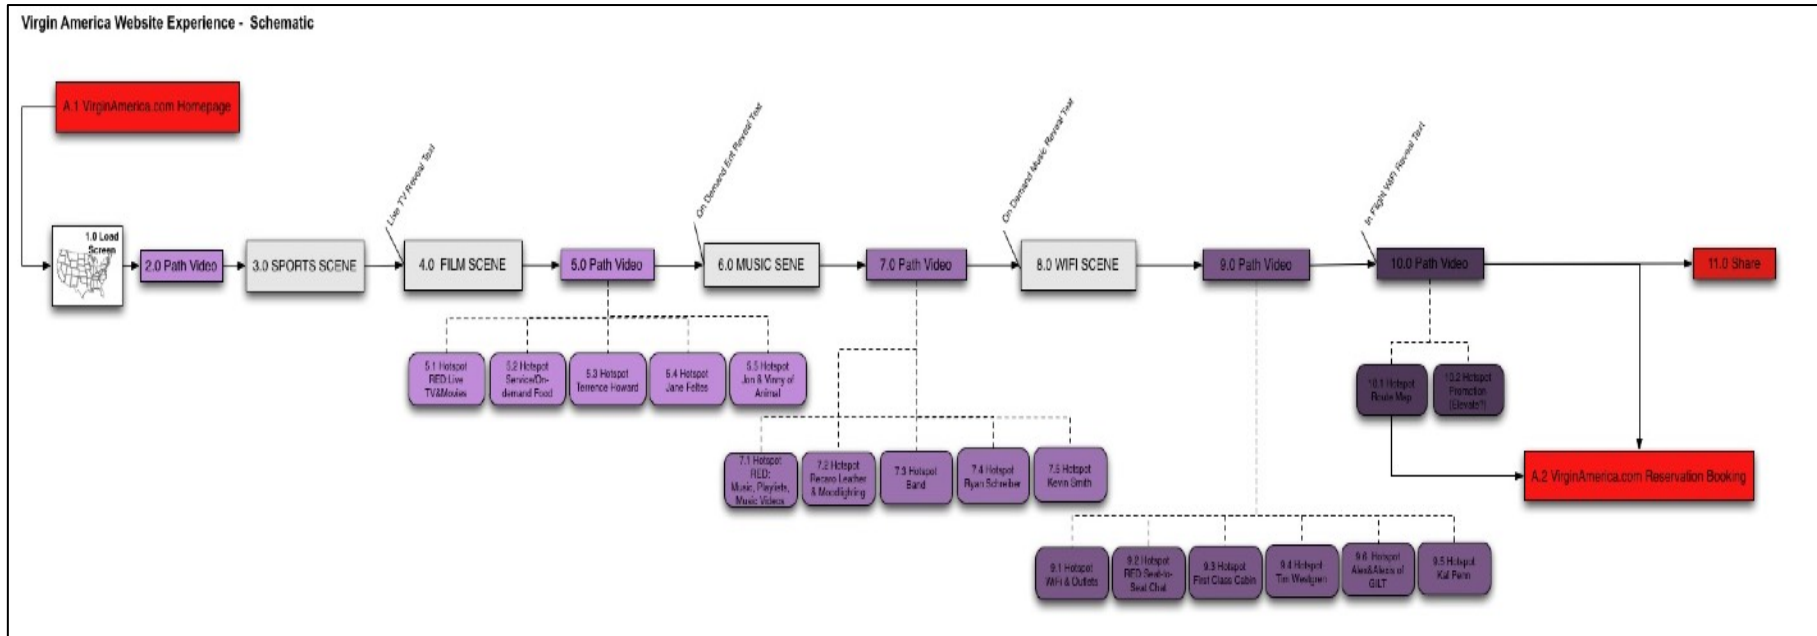 Virgin America Website Experience - Schematic
A.1 VirginAmerica.com Homepage
Live TV Reveal Text
On Demand Ent Reveal Text
On Demand Music Reveal Text
In Flight WiFi Reveal Text
1.0 Load
Screen
2.0 Path Video
3.0 SPORTS SCENE
4.0 FILM SCENE
5.0 Path Video
6.0 MUSIC SENE
7.0 Path Video
8.0 WIFI SCENE
9.0 Path Video
10.0 Path Video
11.0 Share
5.1 Hotspot
RED Live
TV&Movies
5.2 Hotspot
Service/On-
demand Food
5.3 Hotspot
Terrence Howard
5.4 Hotspot
Jane Feltes
5.5 Hotspot
Jon & Vinny of
Animal
10.1 Hotspot
Route Map
10.2 Hotspot
Promotion
(Elevate?)
7.1 Hotspot
RED:
Music, Playlists,
Music Videos
7.2 Hotspot
Recaro Leather
& Moodlighting
7.3 Hotspot
Band
7.4 Hotspot
Ryan Schreiber
7.5 Hotspot
Kevin Smith
A.2 VirginAmerica.com Reservation Booking
9.1 Hotspot
WiFi & Outlets
9.2 Hotspot
RED Seat-to-
Seat Chat
9.3 Hotspot
First Class Cabin
9.4 Hotspot
Tim Westgren
9.6 Hotspot
Alex&Alexis of
GILT
9.5 Hotspot
Kal Penn